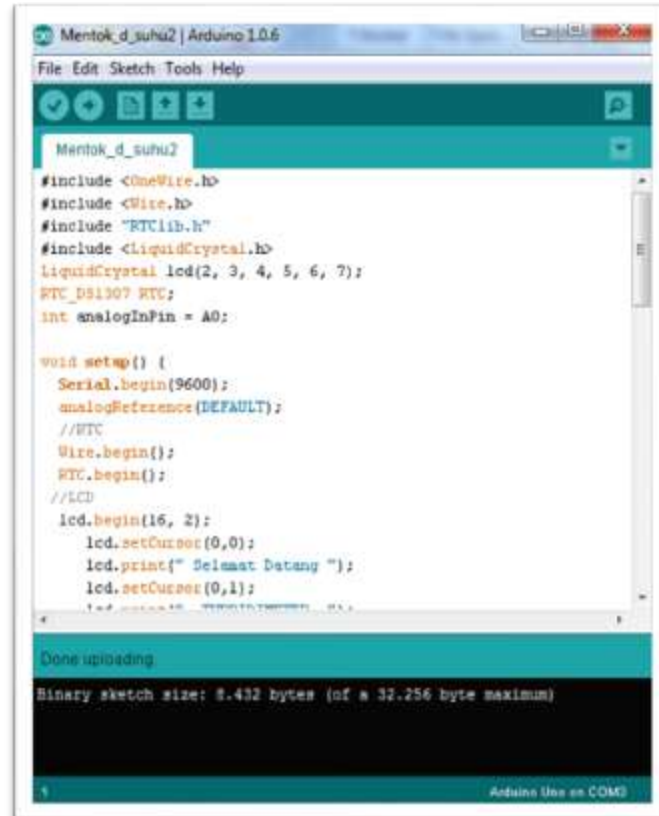 Mentok_d_suhu2 | Arduino 1.0.6
File Edit Sketch Tools Help
Mentok_d_suhu2
#include <OneWire.h>
#include <Wire.h>
#include "RTClib.h"
#include <LiquidCrystal.h>
LiquidCrystal lcd(2, 3, 4, 5, 6, 7);
RTC_DS1307 RTC;
int analogInPin = A0;
void setup() {
Serial.begin(9600);
analogReference(DEFAULT);
//RTC
Wire.begin();
RTC.begin();
//LCD
lcd.begin(16, 2);
lcd.setCursor(0,0);
lcd.print(" Selamat Datang ");
lcd.setCursor(0,1);
Done uploading.
Binary sketch size: 8.432 bytes (of a 32.256 byte maximum)
1
Arduino Uno on COM3